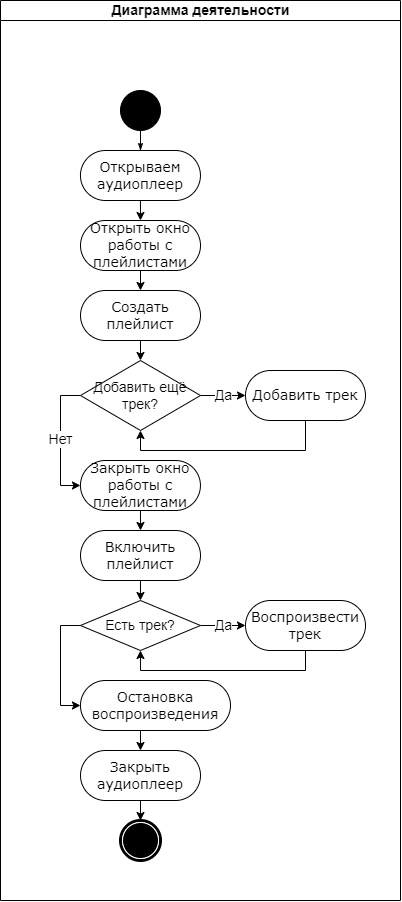 Диаграмма деятельности
Открываем
аудиоплеер
Открыть окно
работы с
плейлистами
Создать
плейлист
Добавить ещё
трек?
Да
Добавить трек
Нет
Закрыть окно
работы с
плейлистами
Включить
плейлист
Есть трек?
Да
Воспроизвести
трек
Остановка
воспроизведения
Закрыть
аудиоплеер